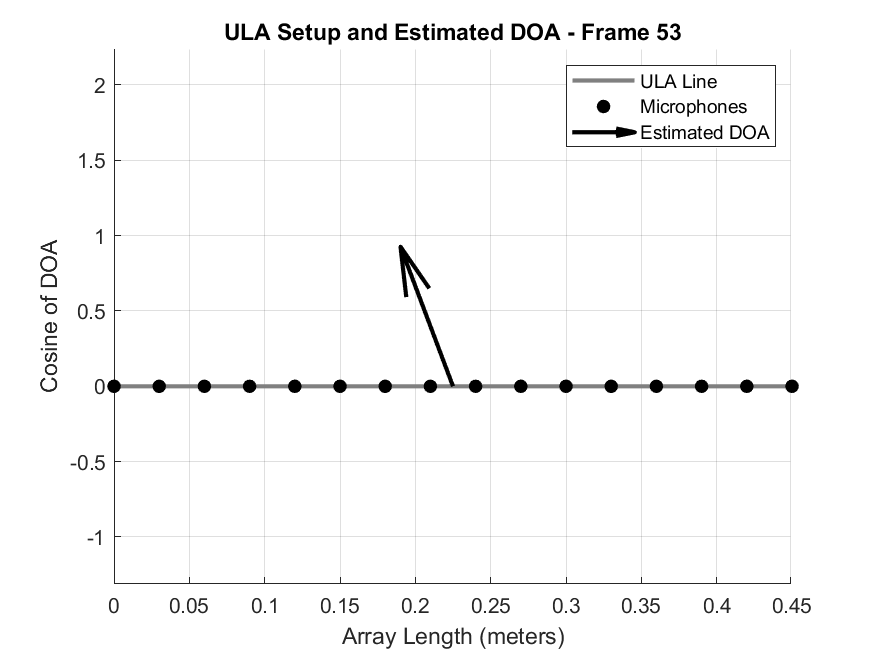 ULA Setup and Estimated DOA - Frame 53
ULA Line
Microphones
Estimated DOA
Cosine of DOA
2
1.5
1
0.5
0
-0.5
-1
0 0.05 0.1 0.15 0.2 0.25 0.3 0.35 0.4 0.45
Array Length (meters)